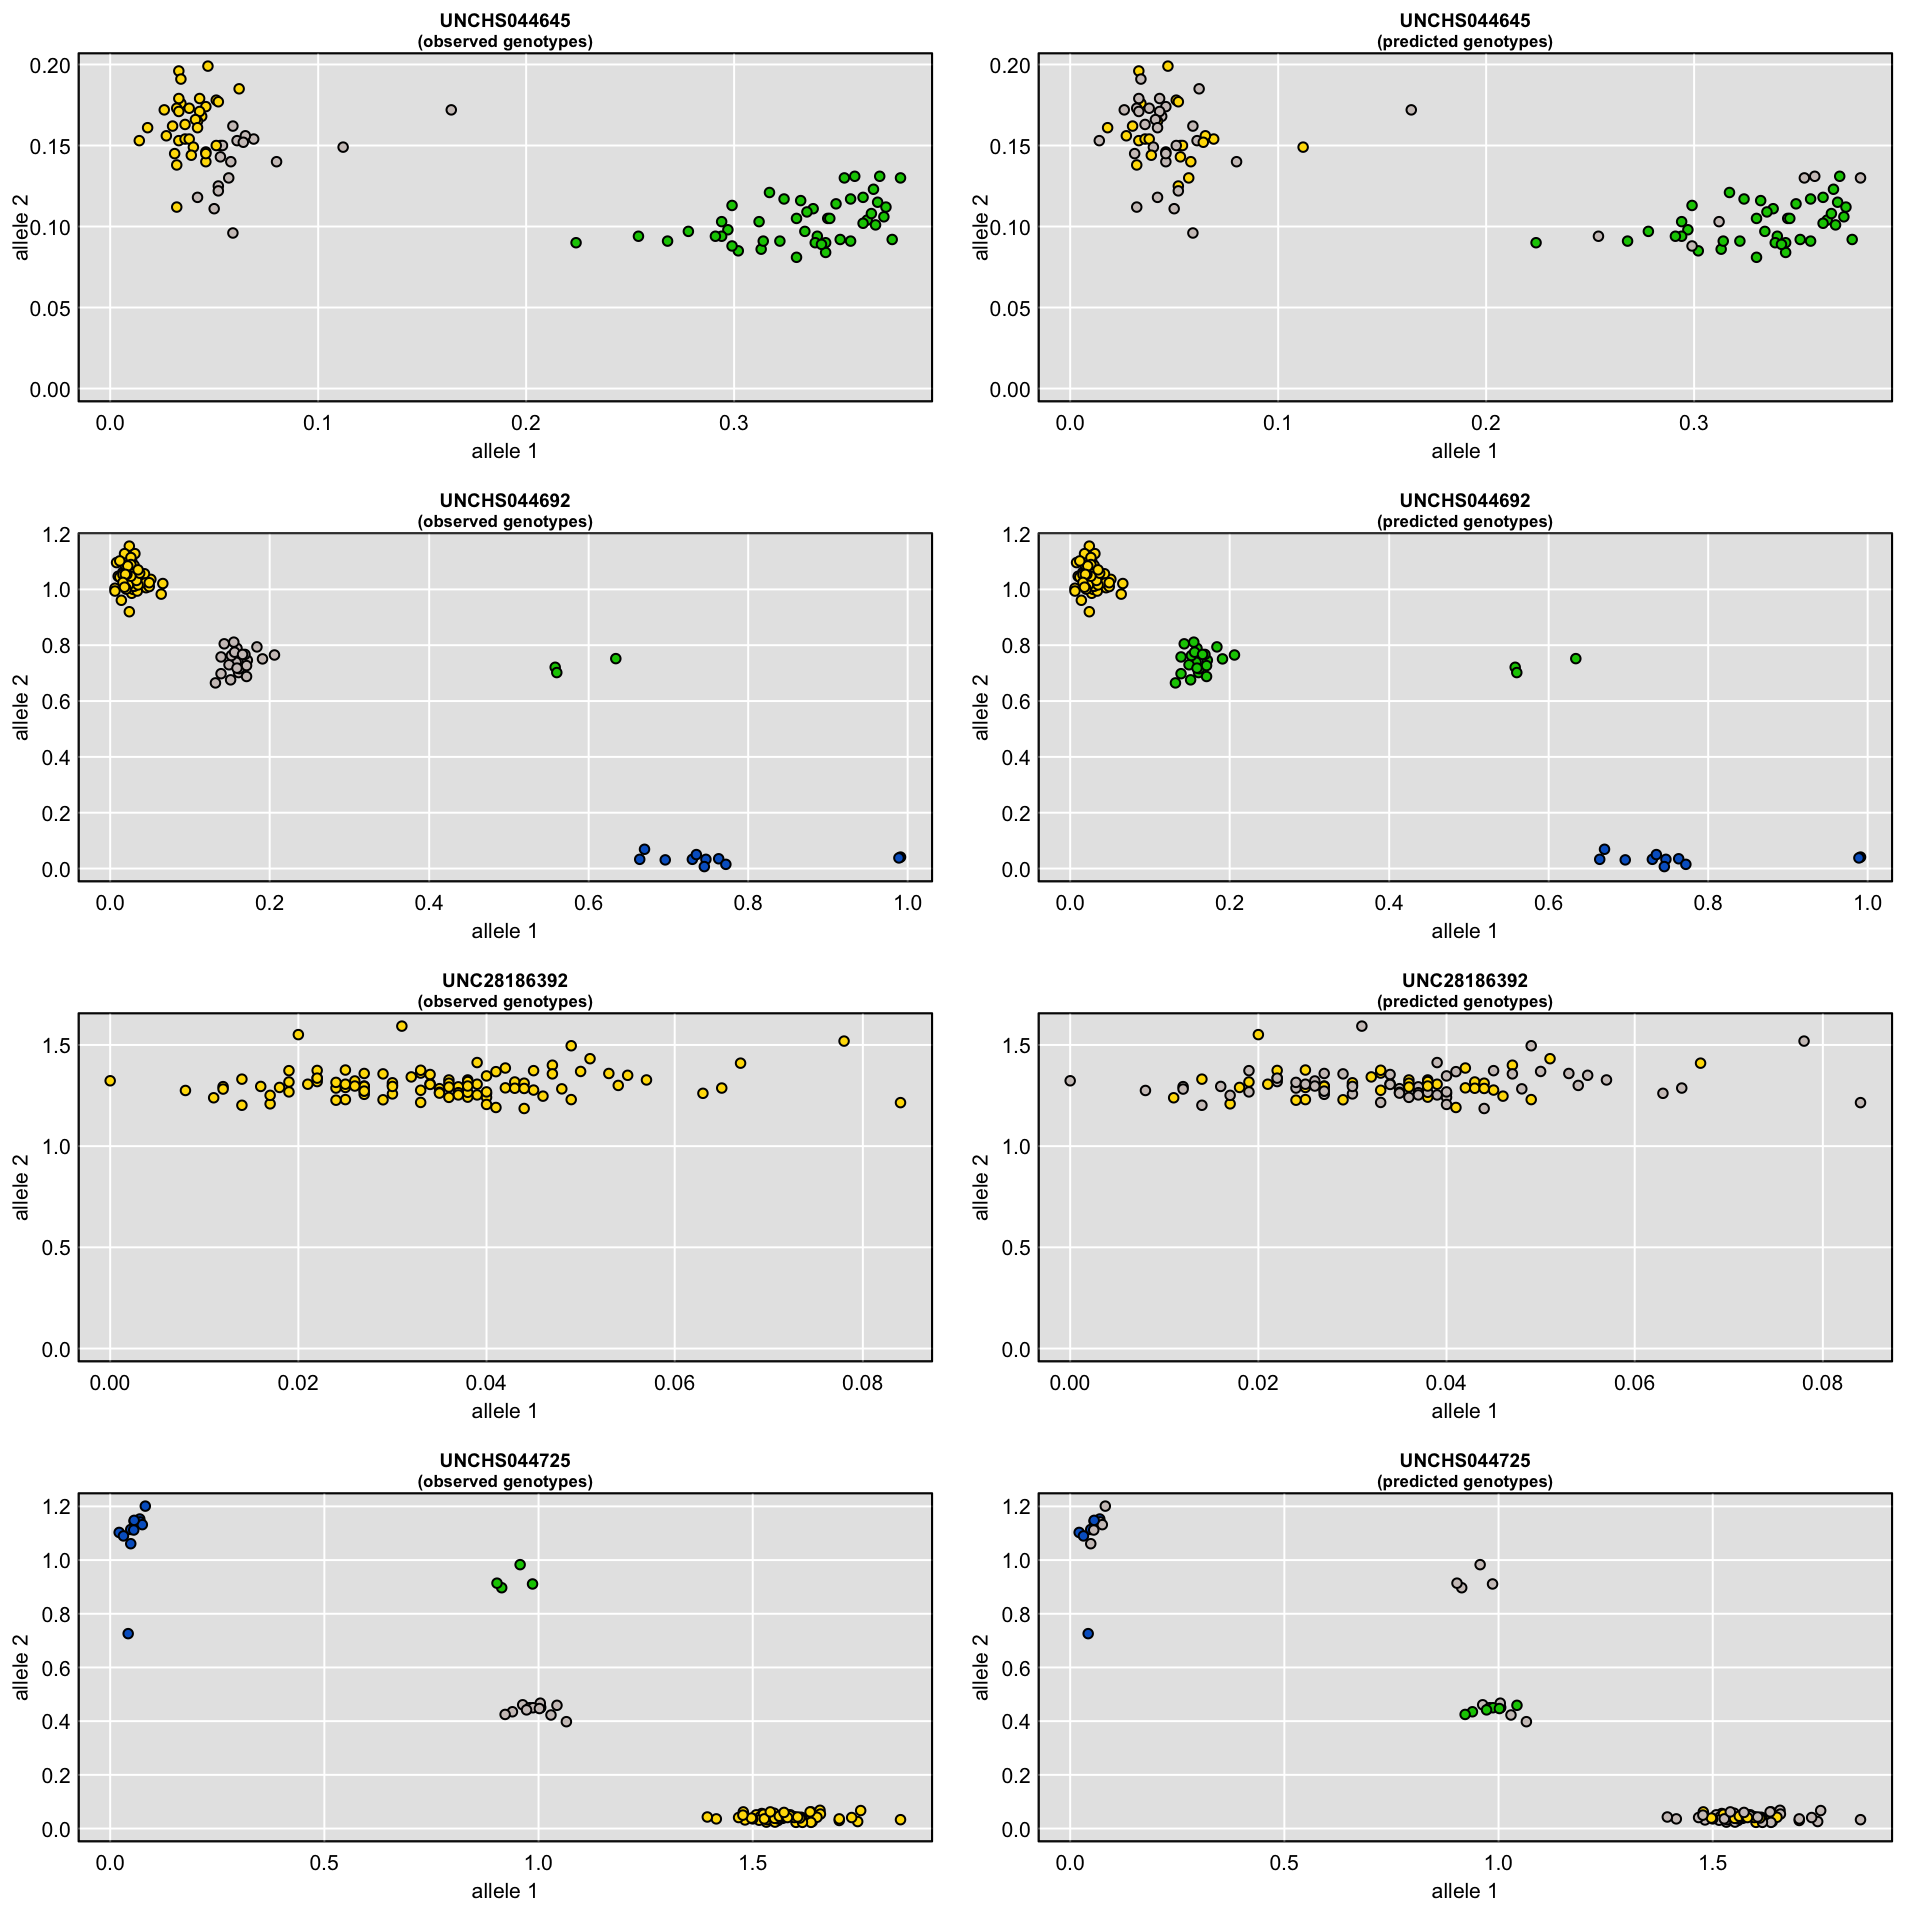 UNCHS044645
(observed genotypes)
0.20
0.15
0.10
0.05
0.00
allele 2
0.0 0.1 0.2 0.3
allele 1
UNCHS044645
(predicted genotypes)
0.20
0.15
0.10
0.05
0.00
allele 2
0.0 0.1 0.2 0.3
allele 1
UNCHS044692
(observed genotypes)
1.2
1.0
0.8
0.6
0.4
0.2
0.0
allele 2
0.0 0.2 0.4 0.6 0.8 1.0
allele 1
UNCHS044692
(predicted genotypes)
1.2
1.0
0.8
0.6
0.4
0.2
0.0
allele 2
0.0 0.2 0.4 0.6 0.8 1.0
allele 1
UNC28186392
(observed genotypes)
1.5
1.0
0.5
0.0
allele 2
0.00 0.02 0.04 0.06 0.08
allele 1
UNC28186392
(predicted genotypes)
1.5
1.0
0.5
0.0
allele 2
0.00 0.02 0.04 0.06 0.08
allele 1
UNCHS044725
(observed genotypes)
1.2
1.0
0.8
0.6
0.4
0.2
0.0
allele 2
0.0 0.5 1.0 1.5
allele 1
UNCHS044725
(predicted genotypes)
1.2
1.0
0.8
0.6
0.4
0.2
0.0
allele 2
0.0 0.5 1.0 1.5
allele 1